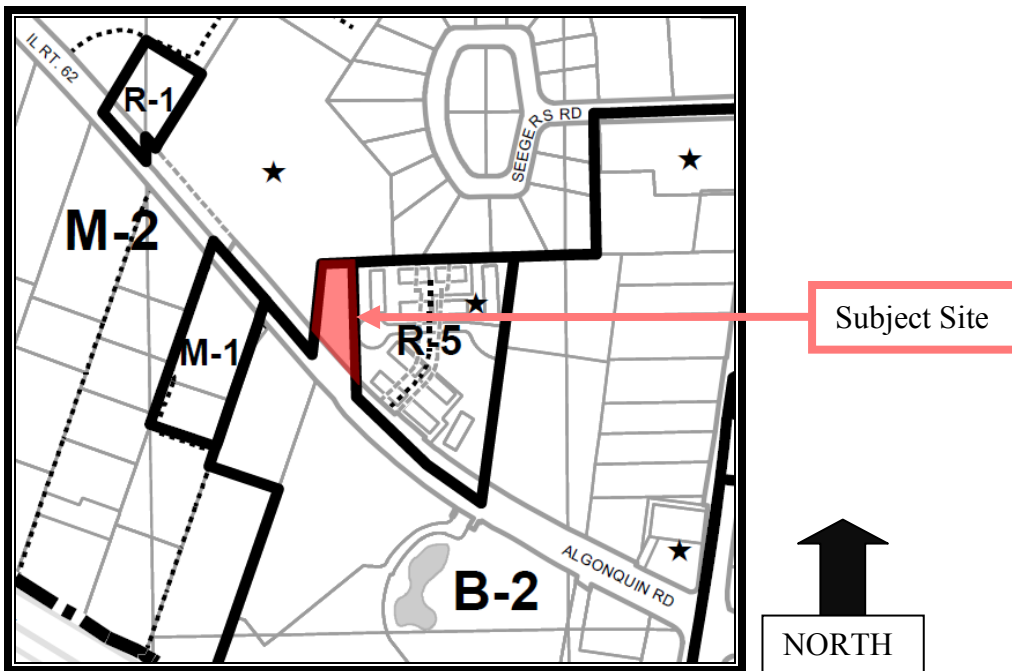 IL RT. 62
R-1
SEEGERS RD
M-2
M-1
R-5
Subject Site
ALGONQUIN RD
B-2
NORTH